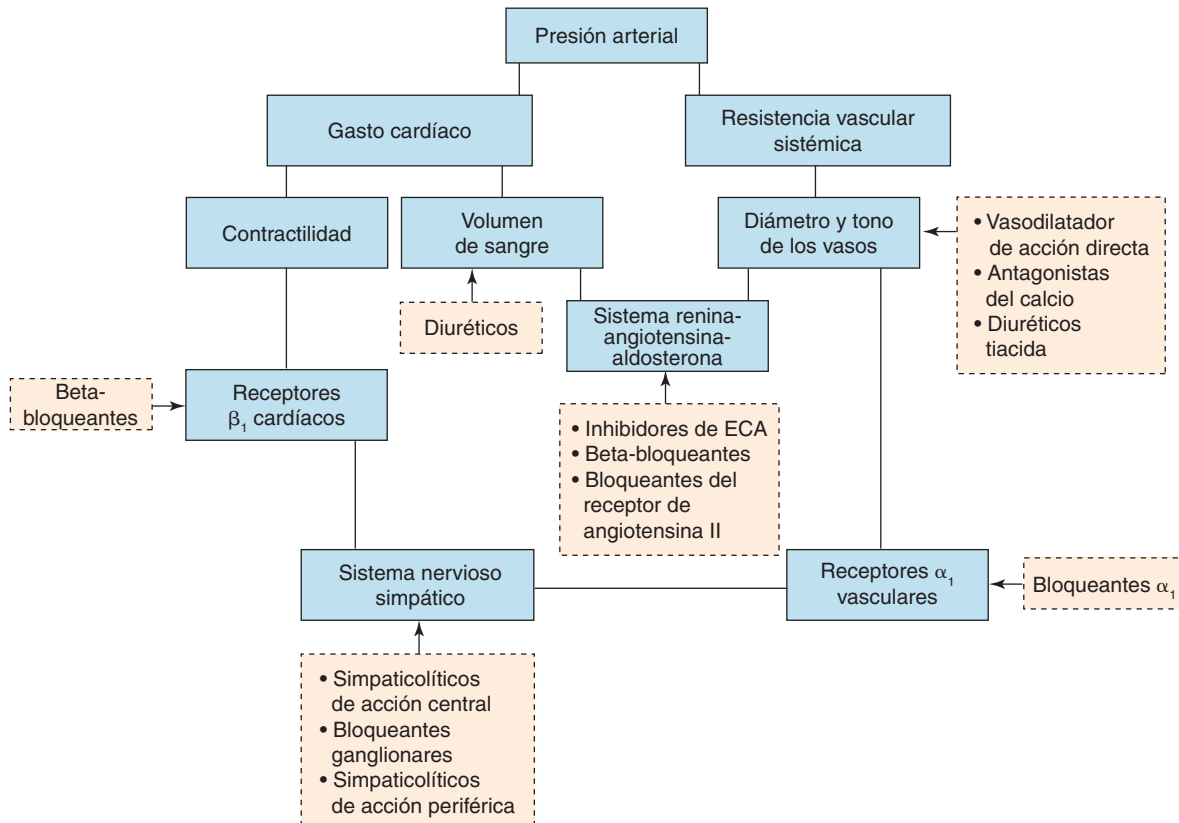 Presión arterial
Gasto cardíaco
Resistencia vascular
sistémica
Contractilidad
Volumen
de sangre
Diámetro y tono
de los vasos
• Vasodilatador
de acción directa
• Antagonistas
del calcio
• Diuréticos
tiacida
Diuréticos
Sistema renina-
angiotensina-
aldosterona
Beta-
bloqueantes
Receptores
β₁ cardíacos
• Inhibidores de ECA
• Beta-bloqueantes
• Bloqueantes del
receptor de
angiotensina II
Sistema nervioso
simpático
Receptores α₁
vasculares
Bloqueantes α₁
• Simpaticolíticos
de acción central
• Bloqueantes
ganglionares
• Simpaticolíticos
de acción periférica